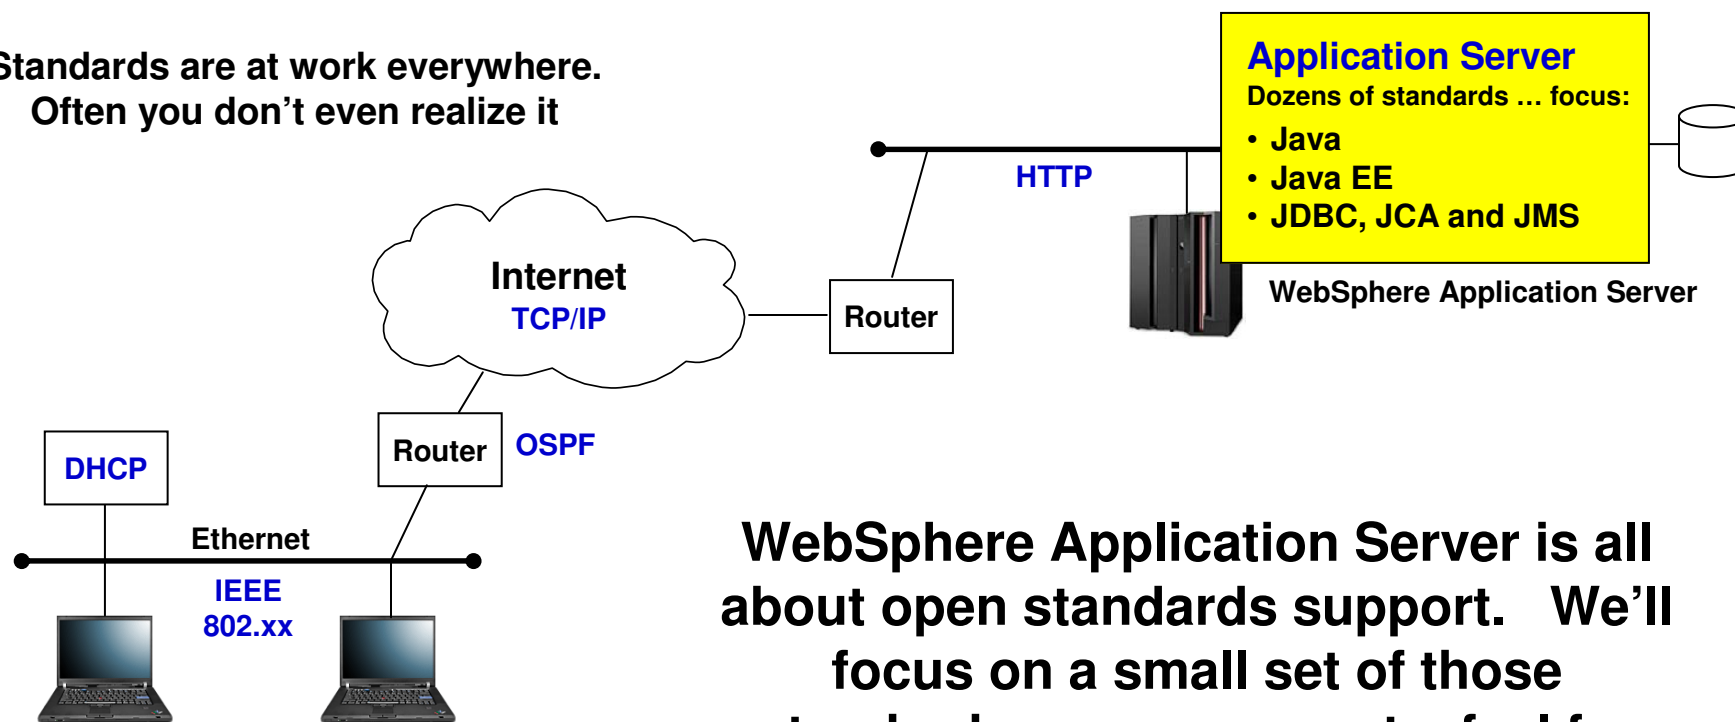 Standards are at work everywhere.
Often you don't even realize it
Application Server
Dozens of standards … focus:
• Java
• Java EE
• JDBC, JCA and JMS
HTTP
WebSphere Application Server
Internet
TCP/IP
Router
Router
OSPF
DHCP
Ethernet
IEEE
802.xx
WebSphere Application Server is all
about open standards support. We'll
focus on a small set of those